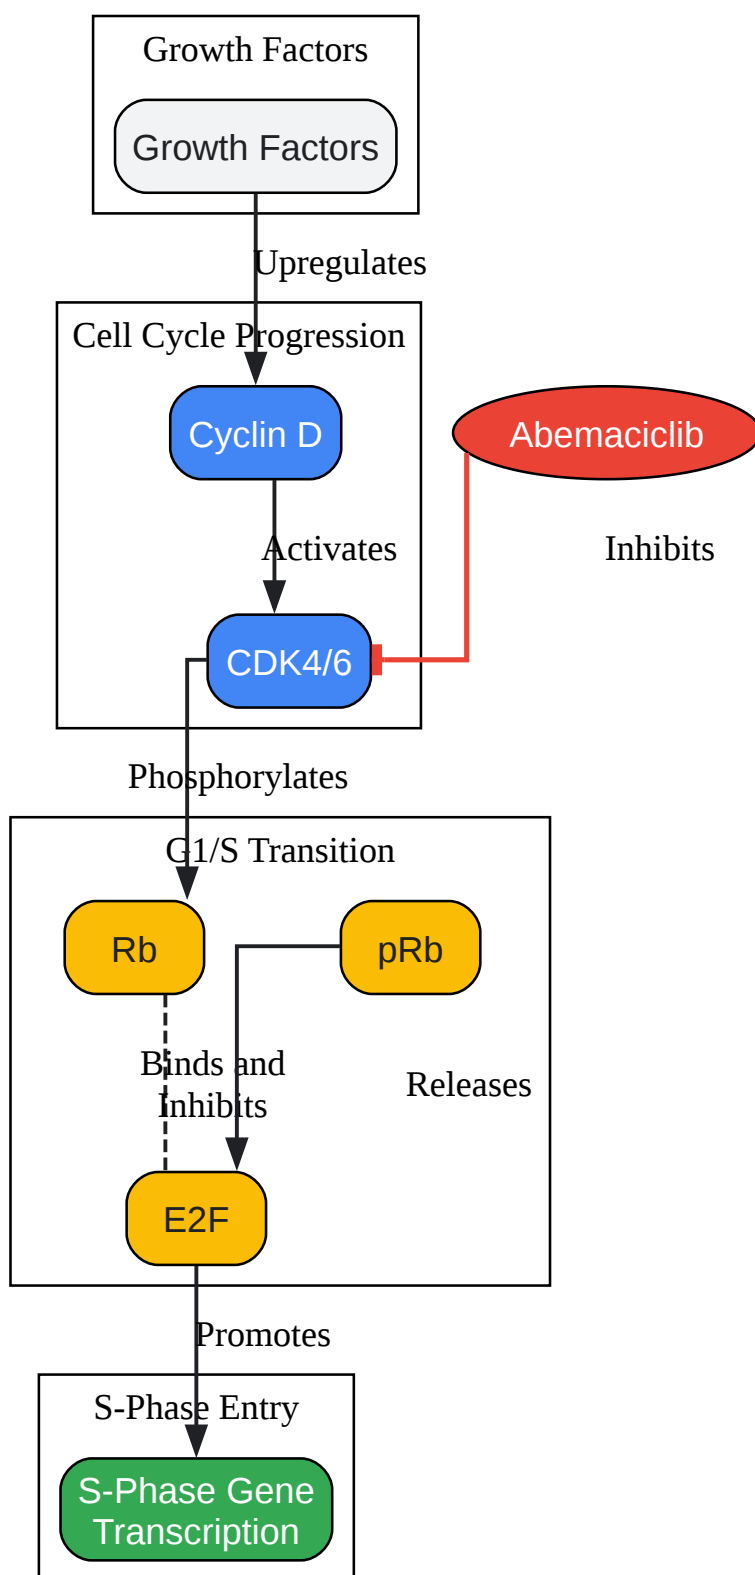 Growth Factors
Growth Factors
Upregulates
Cell Cycle Progression
Cyclin D
Abemaciclib
Activates
Inhibits
CDK4/6
Phosphorylates
G1/S Transition
Rb
pRb
Binds and
Inhibits
Releases
E2F
Promotes
S-Phase Entry
S-Phase Gene
Transcription